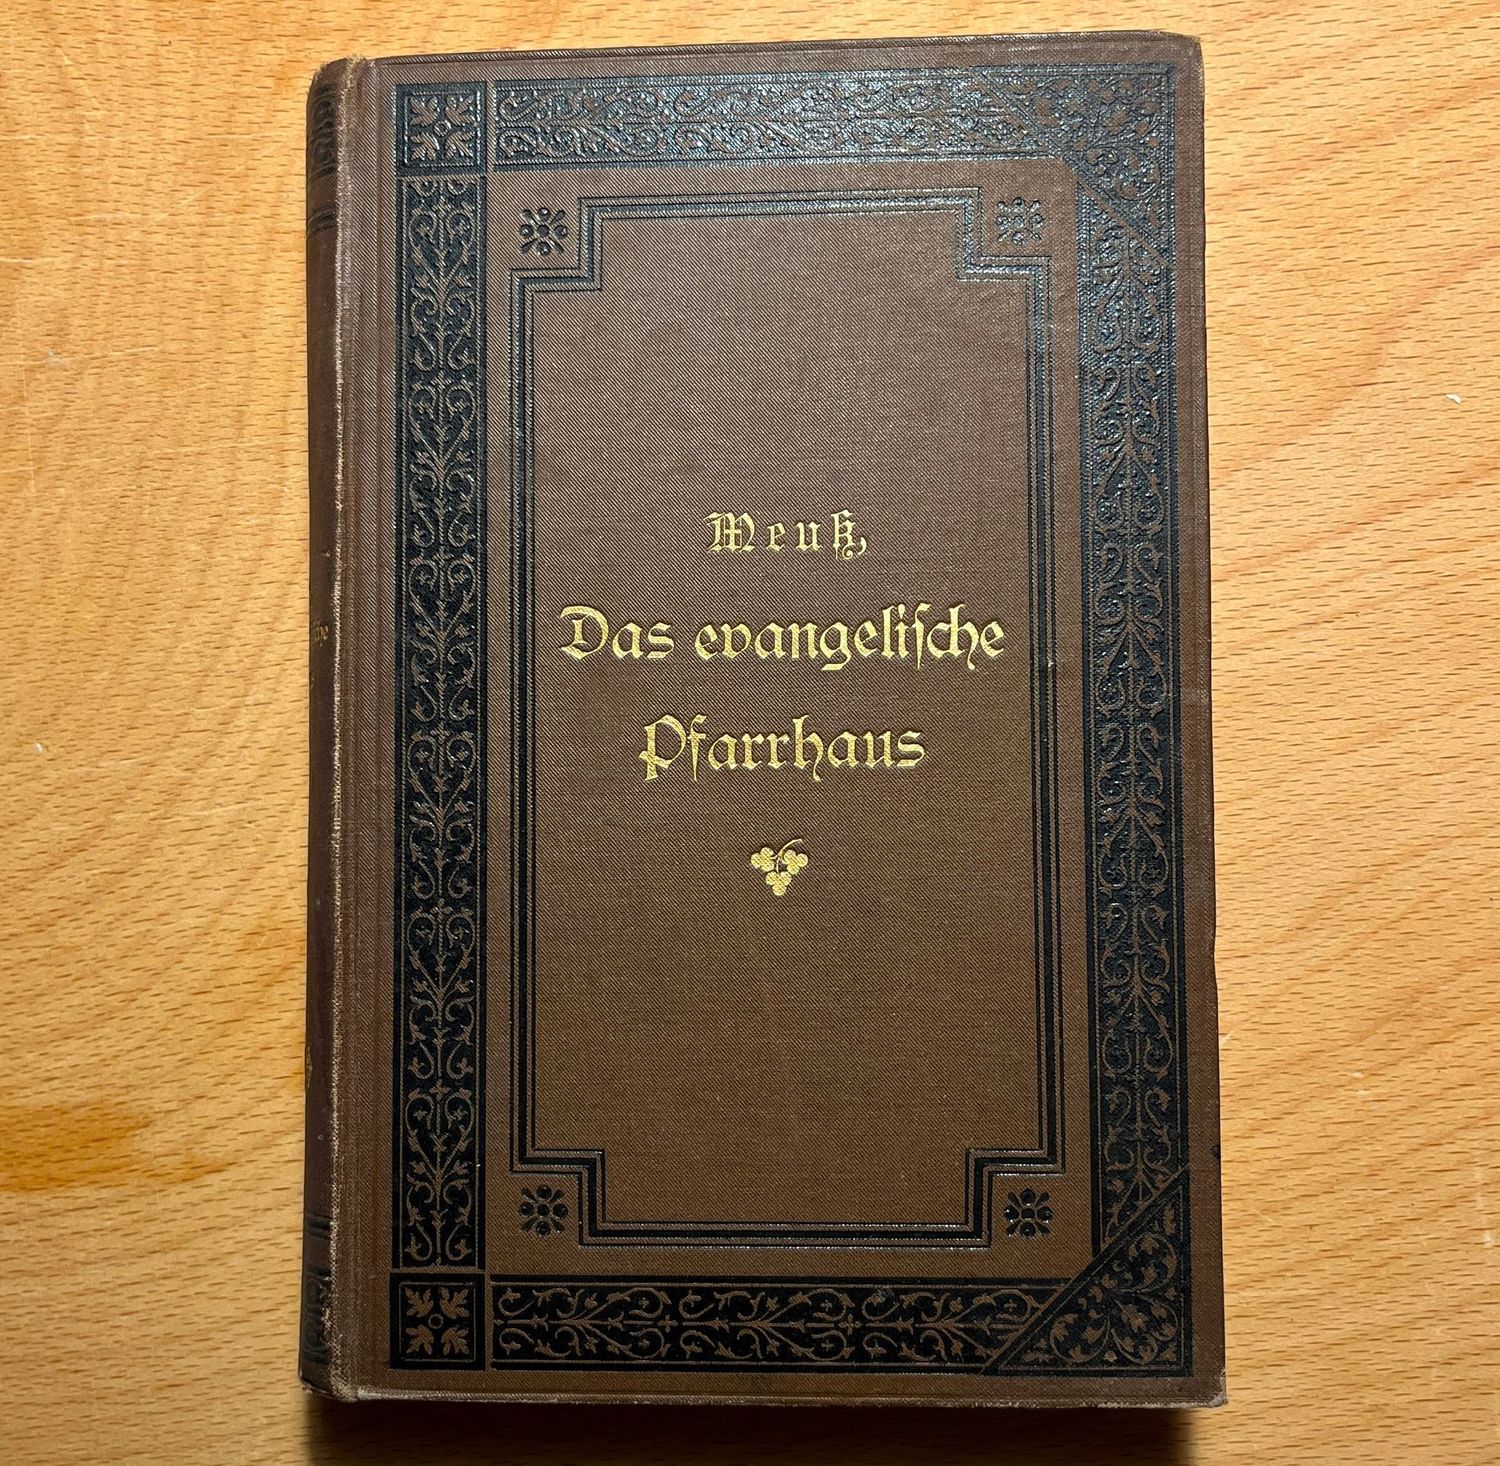 Meuß,
Das evangeliſche
Pfarrhaus